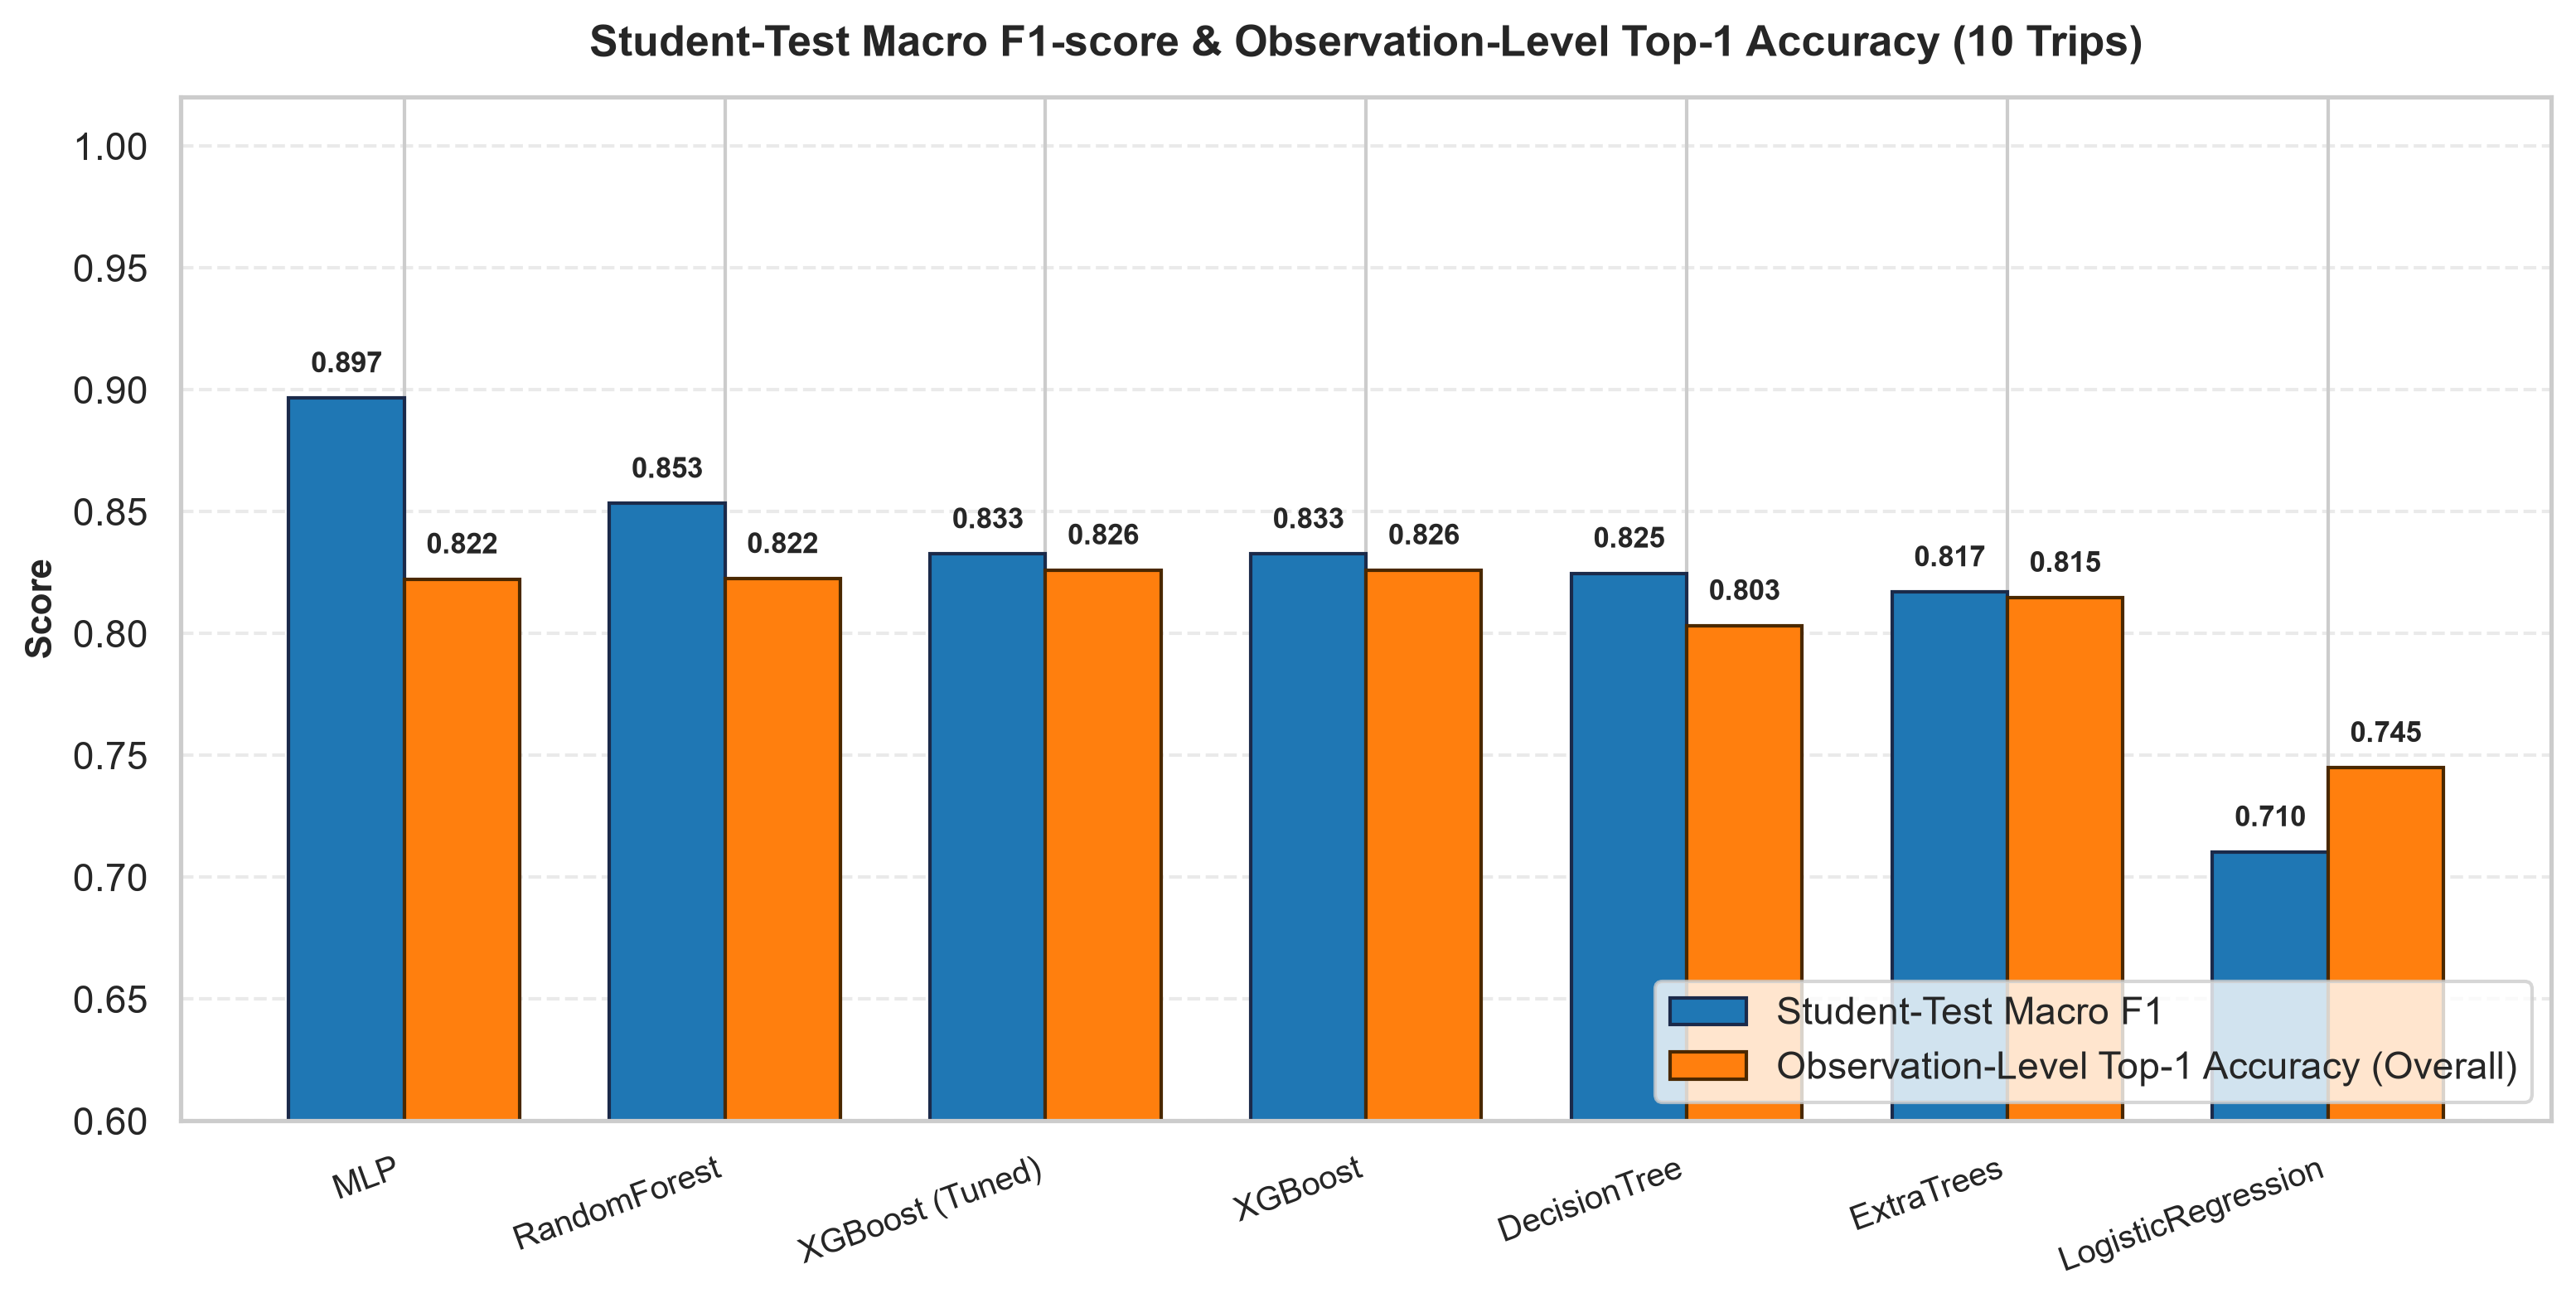 Student-Test Macro F1-score & Observation-Level Top-1 Accuracy (10 Trips)
Score
1.00
0.95
0.90
0.85
0.80
0.75
0.70
0.65
0.60
0.897
0.822
0.853
0.822
0.833
0.826
0.833
0.826
0.825
0.803
0.817
0.815
0.710
0.745
Student-Test Macro F1
Observation-Level Top-1 Accuracy (Overall)
MLP
RandomForest
XGBoost (Tuned)
XGBoost
DecisionTree
ExtraTrees
LogisticRegression